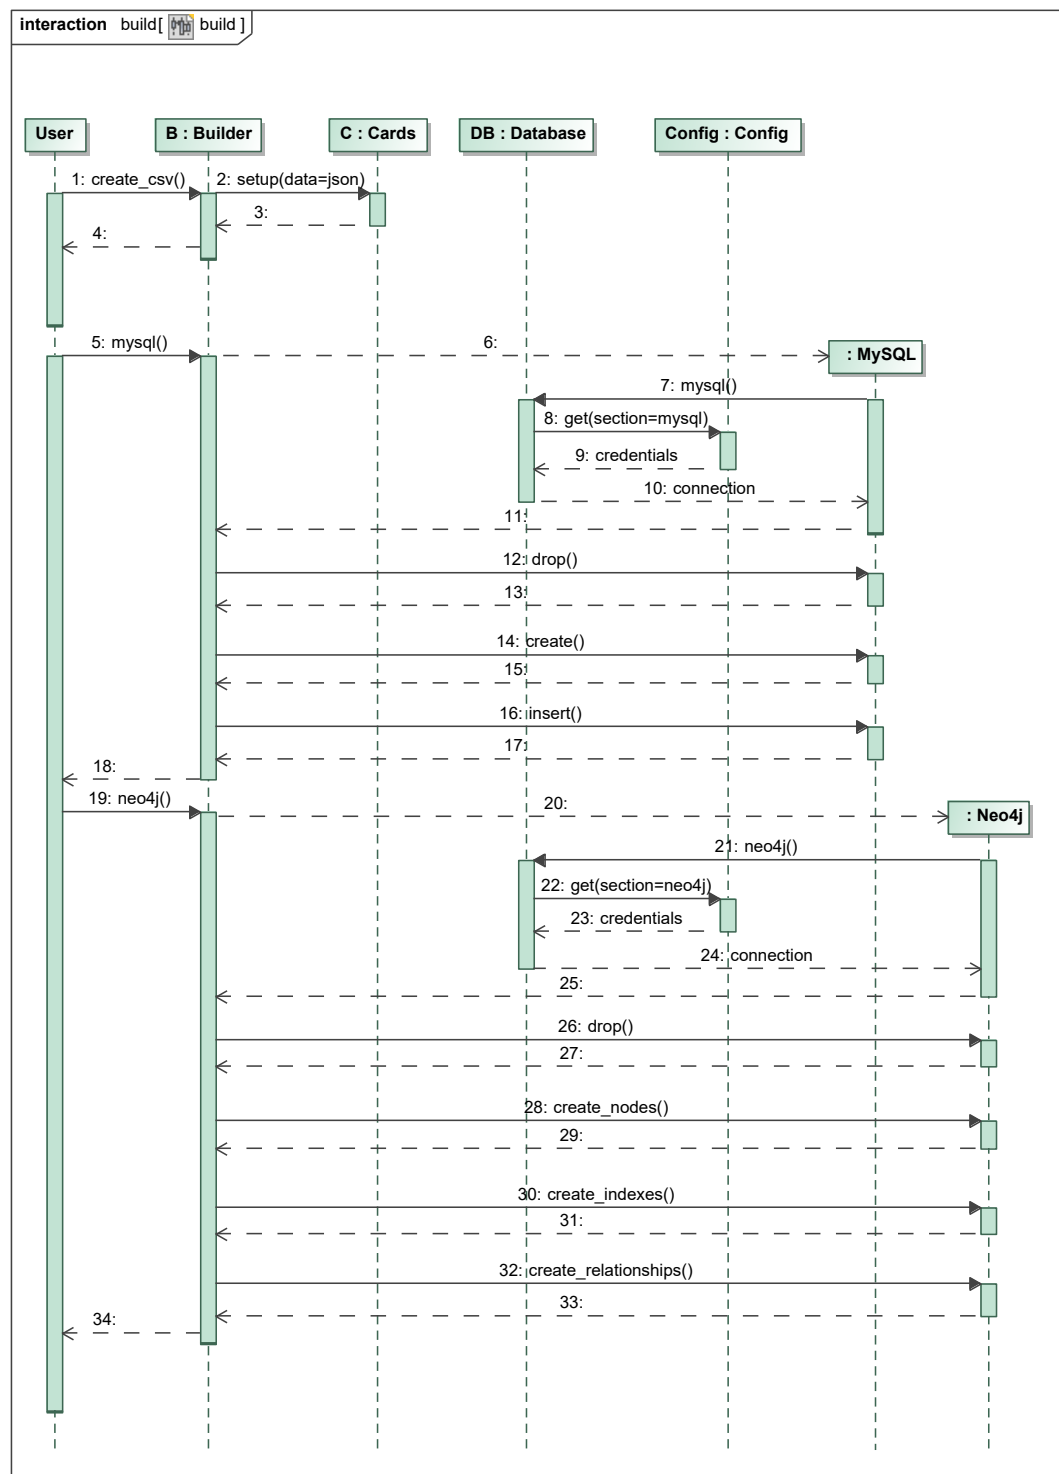 interaction build[ build ]
User
B : Builder
C : Cards
DB : Database
Config : Config
1: create_csv()
2: setup(data=json)
3:
4:
5: mysql()
6:
: MySQL
7: mysql()
8: get(section=mysql)
9: credentials
10: connection
11:
12: drop()
13:
14: create()
15:
16: insert()
17:
18:
19: neo4j()
20:
: Neo4j
21: neo4j()
22: get(section=neo4j)
23: credentials
24: connection
25:
26: drop()
27:
28: create_nodes()
29:
30: create_indexes()
31:
32: create_relationships()
33:
34: